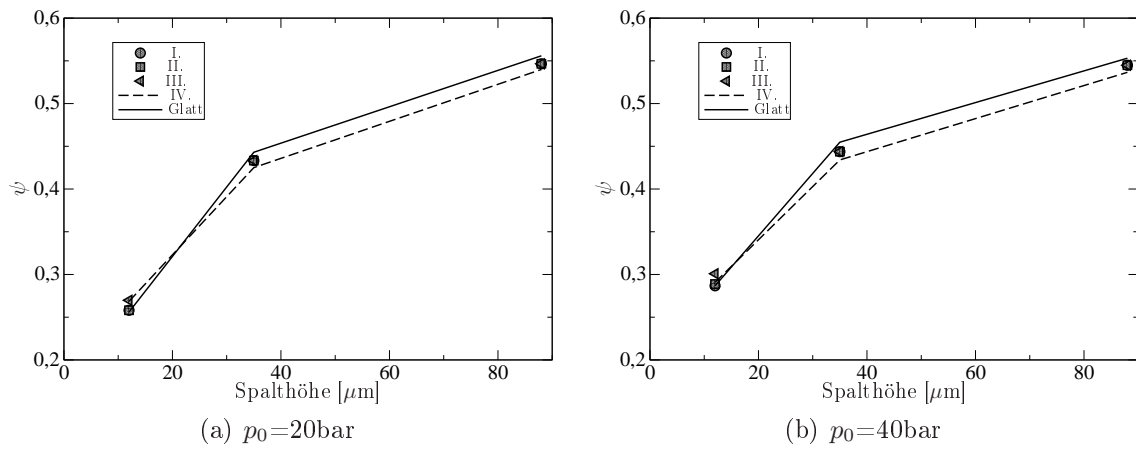 0,6
0,5
0,4
0,3
0,2
ψ
I.
II.
III.
IV.
Glatt
0 20 40 60 80
Spalthöhe [μm]
(a) p₀=20bar
0,6
0,5
0,4
0,3
0,2
ψ
I.
II.
III.
IV.
Glatt
0 20 40 60 80
Spalthöhe [μm]
(b) p₀=40bar